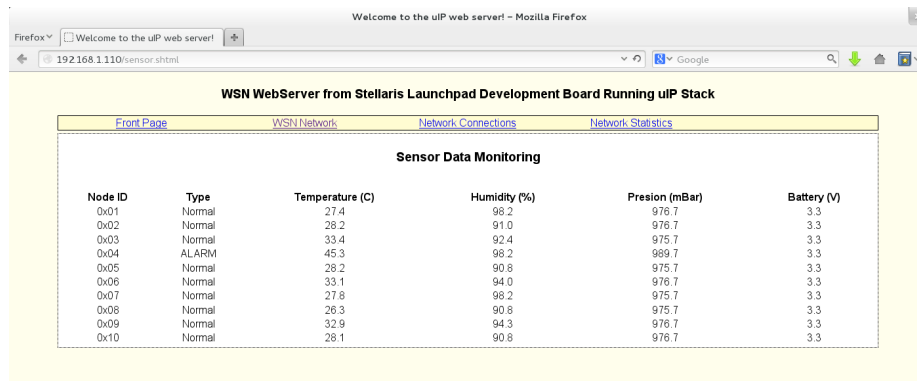 Welcome to the uIP web server! – Mozilla Firefox
Firefox Welcome to the uIP web server!
192.168.1.110/sensor.shtml Google
WSN WebServer from Stellaris Launchpad Development Board Running uIP Stack
Front Page WSN Network Network Connections Network Statistics
Sensor Data Monitoring
Node ID Type Temperature (C) Humidity (%) Presion (mBar) Battery (V)
0x01 Normal 27.4 98.2 976.7 3.3
0x02 Normal 28.2 91.0 976.7 3.3
0x03 Normal 33.4 92.4 975.7 3.3
0x04 ALARM 45.3 98.2 989.7 3.3
0x05 Normal 28.2 90.8 975.7 3.3
0x06 Normal 33.1 94.0 976.7 3.3
0x07 Normal 27.8 98.2 975.7 3.3
0x08 Normal 26.3 90.8 975.7 3.3
0x09 Normal 32.9 94.3 976.7 3.3
0x10 Normal 28.1 90.8 976.7 3.3